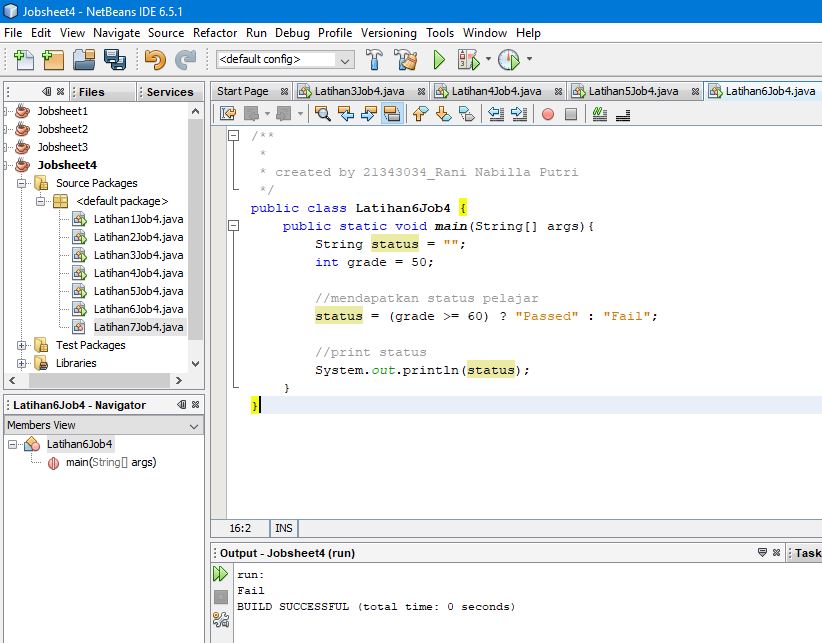 Jobsheet4 - NetBeans IDE 6.5.1
File Edit View Navigate Source Refactor Run Debug Profile Versioning Tools Window Help
<default config>
Files Services
Jobsheet1
Jobsheet2
Jobsheet3
Jobsheet4
Source Packages
<default package>
Latihan1Job4.java
Latihan2Job4.java
Latihan3Job4.java
Latihan4Job4.java
Latihan5Job4.java
Latihan6Job4.java
Latihan7Job4.java
Test Packages
Libraries
Latihan6Job4 - Navigator
Members View
Latihan6Job4
main(String[] args)
Start Page Latihan3Job4.java Latihan4Job4.java Latihan5Job4.java Latihan6Job4.java
/**
*
* created by 21343034_Rani Nabilla Putri
*/
public class Latihan6Job4 {
public static void main(String[] args){
String status = "";
int grade = 50;
//mendapatkan status pelajar
status = (grade >= 60) ? "Passed" : "Fail";
//print status
System.out.println(status);
}
}
16:2 INS
Output - Jobsheet4 (run) Task
run:
Fail
BUILD SUCCESSFUL (total time: 0 seconds)